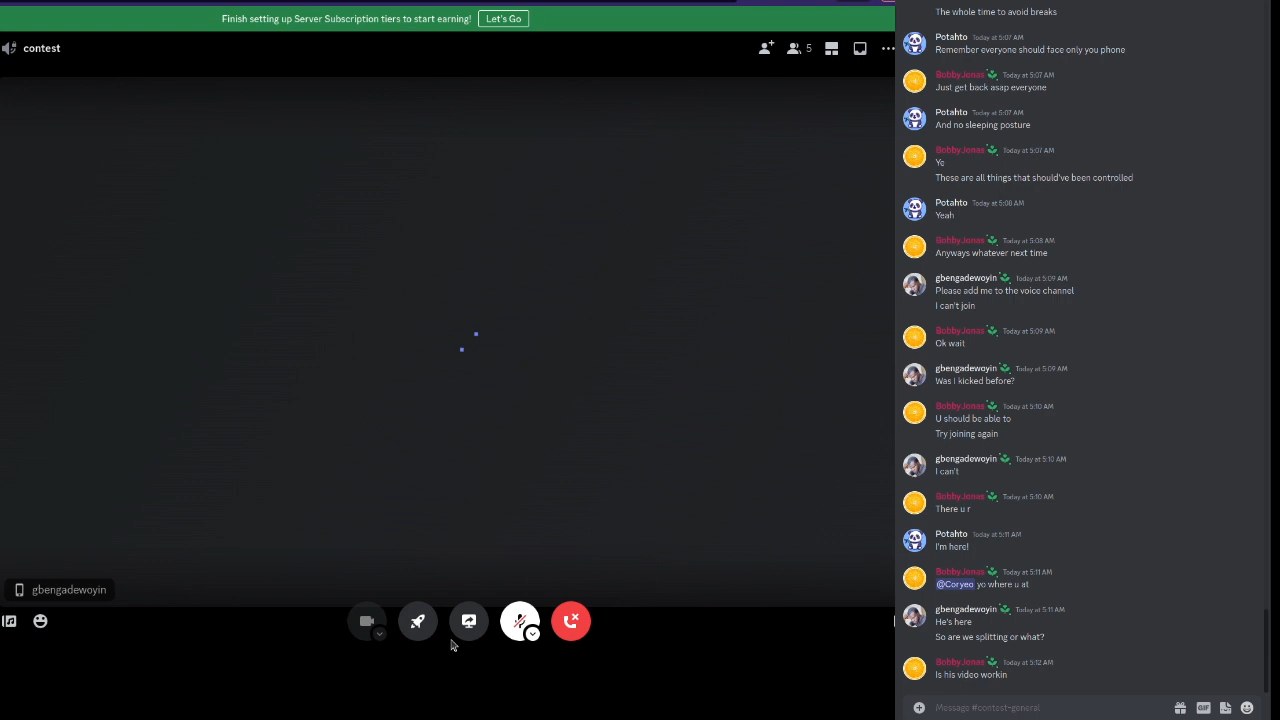 Finish setting up Server Subscription tiers to start earning! Let's Go
contest
5
gbengadewoyin
The whole time to avoid breaks
Potahto Today at 5:07 AM
Remember everyone should face only you phone
BobbyJonas Today at 5:07 AM
Just get back asap everyone
Potahto Today at 5:07 AM
And no sleeping posture
BobbyJonas Today at 5:07 AM
Ye
These are all things that should've been controlled
Potahto Today at 5:08 AM
Yeah
BobbyJonas Today at 5:08 AM
Anyways whatever next time
gbengadewoyin Today at 5:09 AM
Please add me to the voice channel
I can't join
BobbyJonas Today at 5:09 AM
Ok wait
gbengadewoyin Today at 5:09 AM
Was I kicked before?
BobbyJonas Today at 5:10 AM
U should be able to
Try joining again
gbengadewoyin Today at 5:10 AM
I can't
BobbyJonas Today at 5:10 AM
There u r
Potahto Today at 5:11 AM
I'm here!
BobbyJonas Today at 5:11 AM
@Coryeo yo where u at
gbengadewoyin Today at 5:11 AM
He's here
So are we splitting or what?
BobbyJonas Today at 5:12 AM
Is his video workin
Message #contest-general
GIF